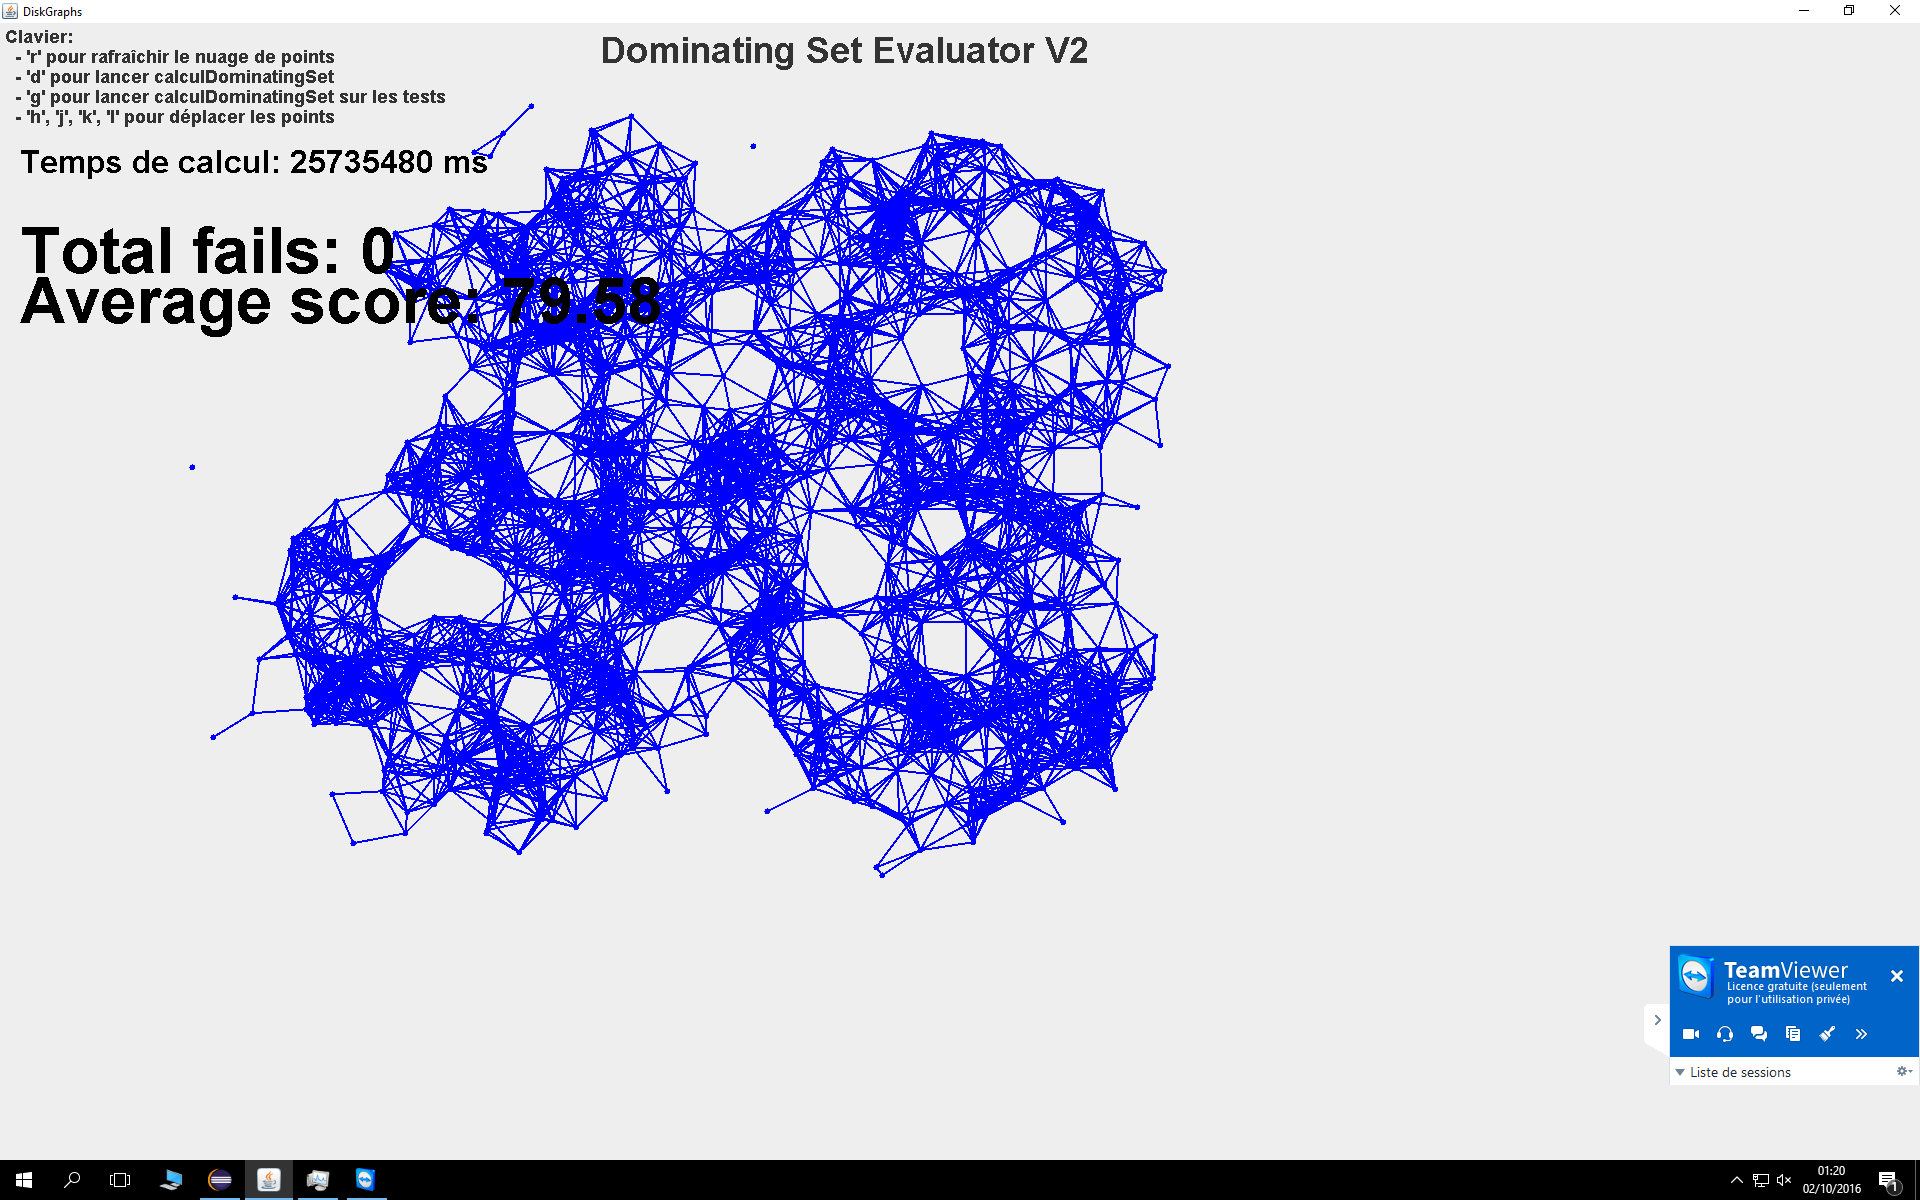 DiskGraphs
Clavier:
- 'r' pour rafraîchir le nuage de points
- 'd' pour lancer calculDominatingSet
- 'g' pour lancer calculDominatingSet sur les tests
- 'h', 'j', 'k', 'l' pour déplacer les points
Dominating Set Evaluator V2
Temps de calcul: 25735480 ms
Total fails: 0
Average score: 79.58
TeamViewer
Licence gratuite (seulement
pour l'utilisation privée)
Liste de sessions
01:20
02/10/2016
1